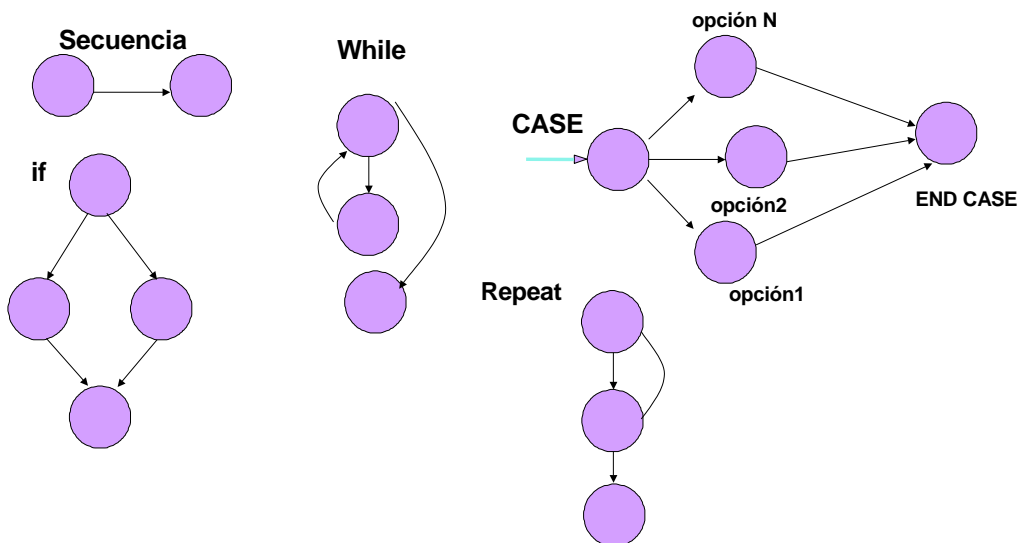 Secuencia
While
opción N
CASE
if
opción2
END CASE
opción1
Repeat